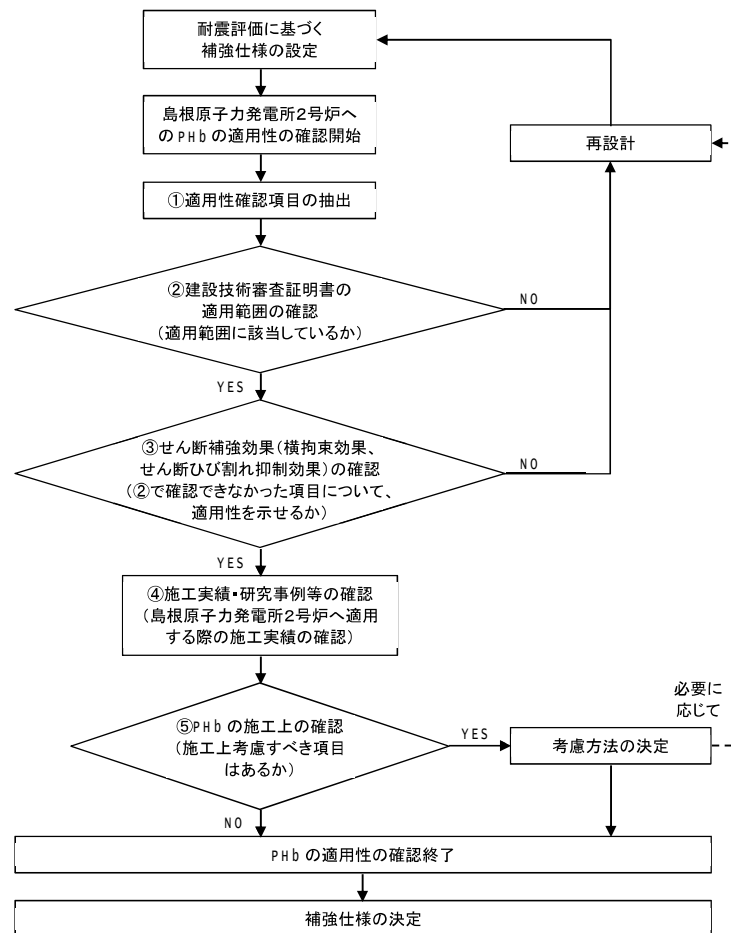 耐震評価に基づく
補強仕様の設定
島根原子力発電所2号炉へ
のPHbの適用性の確認開始
再設計
①適用性確認項目の抽出
②建設技術審査証明書の
適用範囲の確認
(適用範囲に該当しているか)
NO
YES
③せん断補強効果(横拘束効果、
せん断ひび割れ抑制効果)の確認
(②で確認できなかった項目について、
適用性を示せるか)
NO
YES
④施工実績・研究事例等の確認
(島根原子力発電所2号炉へ適用
する際の施工実績の確認)
必要に
応じて
⑤PHbの施工上の確認
(施工上考慮すべき項目
はあるか)
YES
考慮方法の決定
NO
PHbの適用性の確認終了
補強仕様の決定